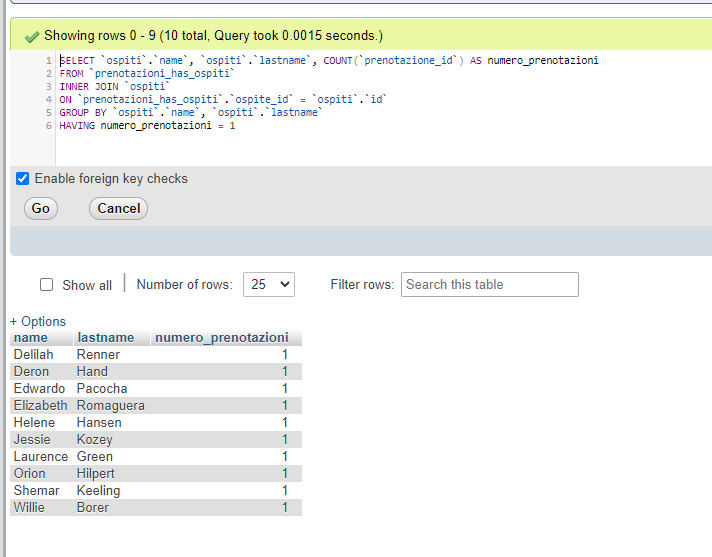 Showing rows 0 - 9 (10 total, Query took 0.0015 seconds.)
1 SELECT `ospiti`.`name`, `ospiti`.`lastname`, COUNT(`prenotazione_id`) AS numero_prenotazioni
2 FROM `prenotazioni_has_ospiti`
3 INNER JOIN `ospiti`
4 ON `prenotazioni_has_ospiti`.`ospite_id` = `ospiti`.`id`
5 GROUP BY `ospiti`.`name`, `ospiti`.`lastname`
6 HAVING numero_prenotazioni = 1
Enable foreign key checks
Go Cancel
Show all Number of rows: 25 Filter rows: Search this table
+ Options
name lastname numero_prenotazioni
Delilah Renner 1
Deron Hand 1
Edwardo Pacocha 1
Elizabeth Romaguera 1
Helene Hansen 1
Jessie Kozey 1
Laurence Green 1
Orion Hilpert 1
Shemar Keeling 1
Willie Borer 1